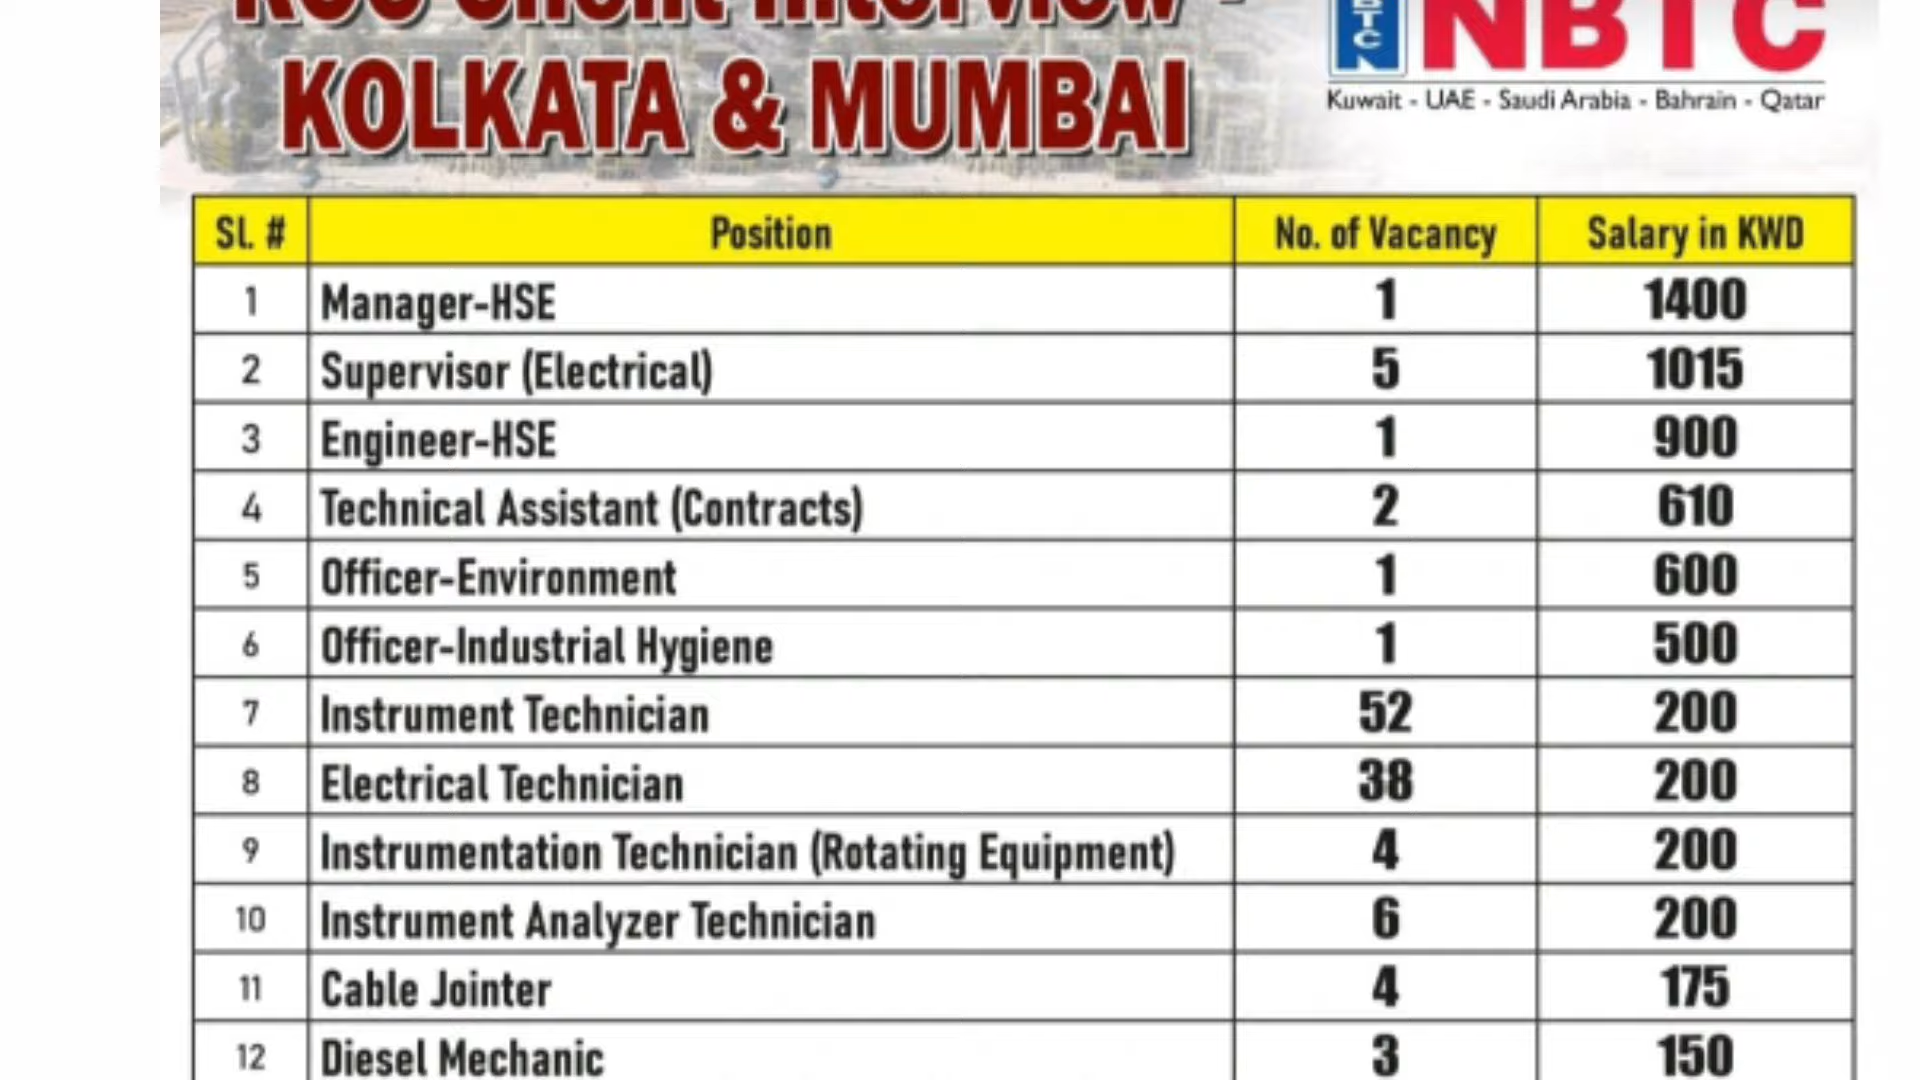 KOC Client Interview -
KOLKATA & MUMBAI
NBTC
NBTC
Kuwait - UAE - Saudi Arabia - Bahrain - Qatar
Sl. # Position No. of Vacancy Salary in KWD
1 Manager-HSE 1 1400
2 Supervisor (Electrical) 5 1015
3 Engineer-HSE 1 900
4 Technical Assistant (Contracts) 2 610
5 Officer-Environment 1 600
6 Officer-Industrial Hygiene 1 500
7 Instrument Technician 52 200
8 Electrical Technician 38 200
9 Instrumentation Technician (Rotating Equipment) 4 200
10 Instrument Analyzer Technician 6 200
11 Cable Jointer 4 175
12 Diesel Mechanic 3 150